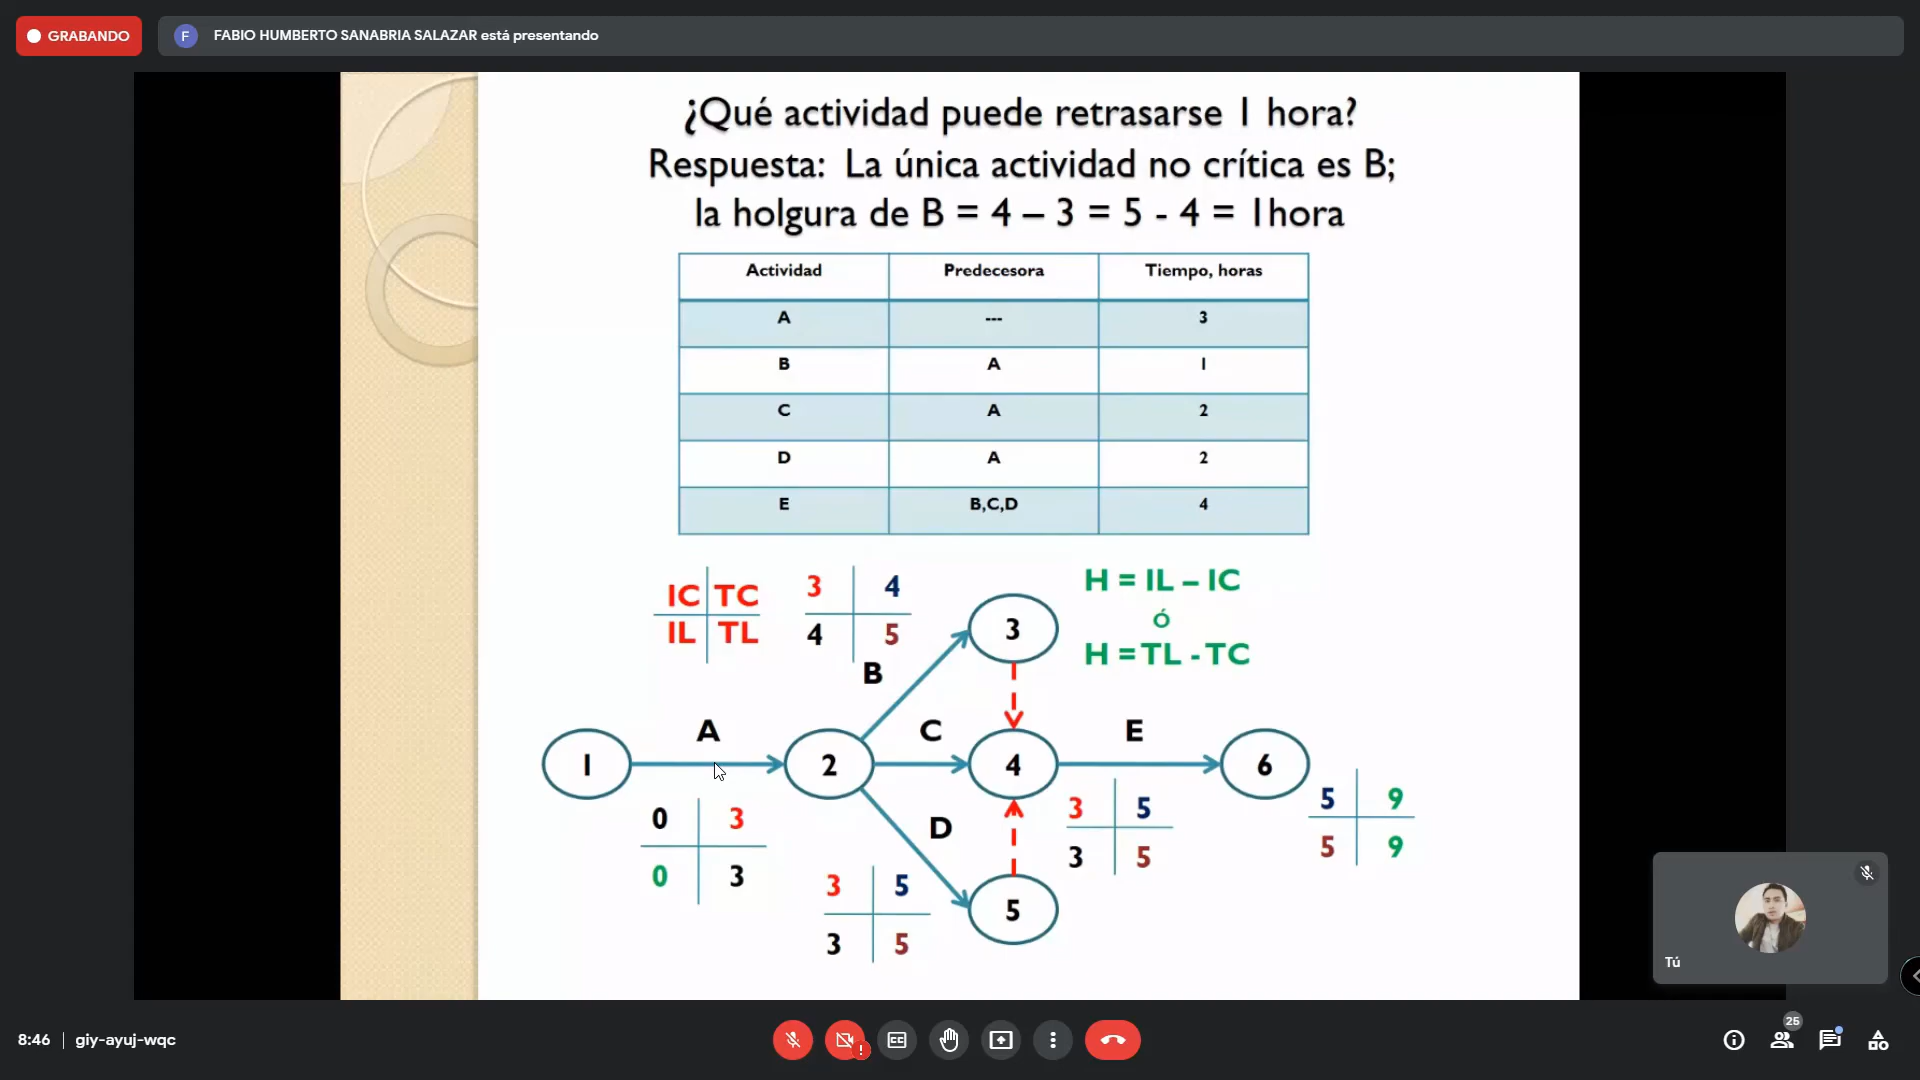 GRABANDO
F
FABIO HUMBERTO SANABRIA SALAZAR está presentando
¿Qué actividad puede retrasarse 1 hora?
Respuesta: La única actividad no crítica es B;
la holgura de B = 4 – 3 = 5 - 4 = 1hora
Actividad Predecesora Tiempo, horas
A --- 3
B A 1
C A 2
D A 2
E B,C,D 4
IC TC
IL TL
3 4
4 5
H = IL – IC
Ó
H = TL - TC
3
B
A
C
E
1
2
4
6
0 3
0 3
D
3 5
3 5
3 5
3 5
5 9
5 9
5
Tú
8:46 | giy-ayuj-wqc
CC
!
25